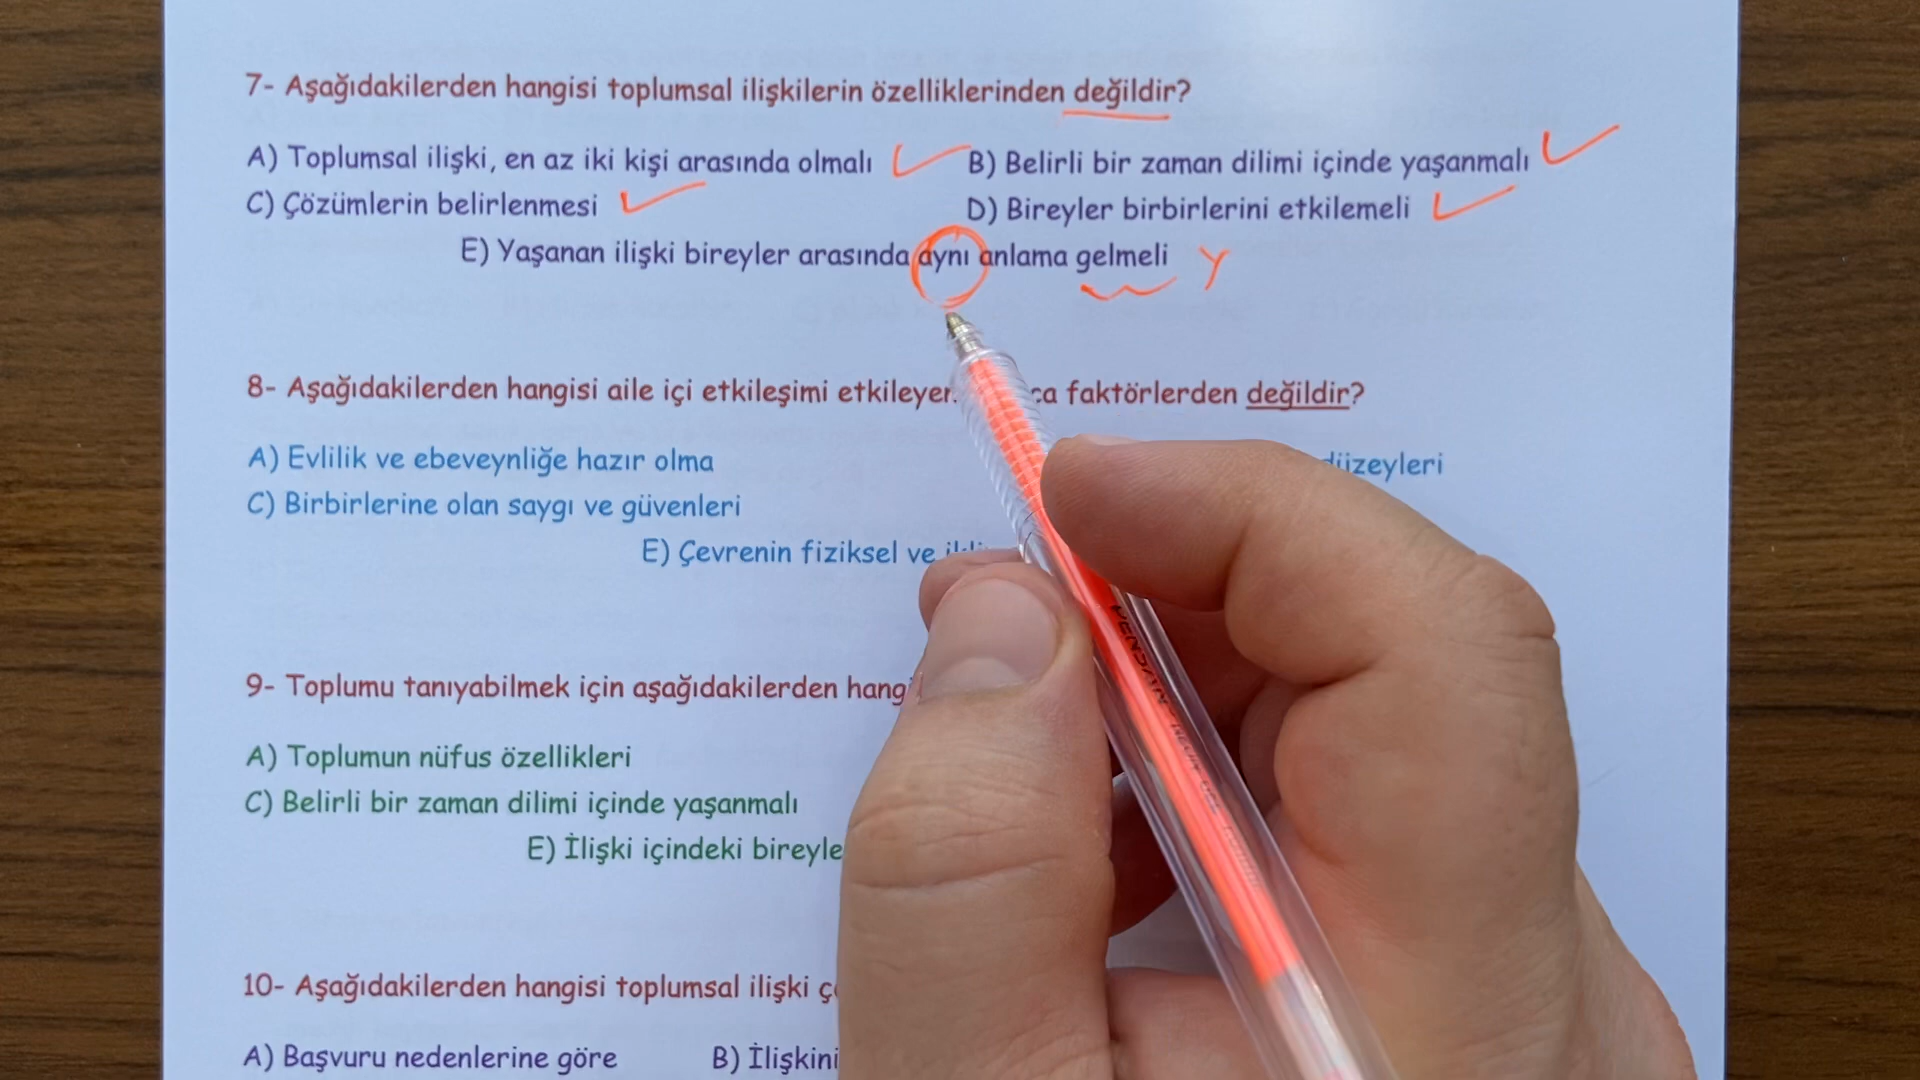 7- Aşağıdakilerden hangisi toplumsal ilişkilerin özelliklerinden değildir?
A) Toplumsal ilişki, en az iki kişi arasında olmalı B) Belirli bir zaman dilimi içinde yaşanmalı
C) Çözümlerin belirlenmesi D) Bireyler birbirlerini etkilemeli
E) Yaşanan ilişki bireyler arasında aynı anlama gelmeli Y
8- Aşağıdakilerden hangisi aile içi etkileşimi faktörlerden değildir?
A) Evlilik ve ebeveynliğe hazır olma düzeyleri
C) Birbirlerine olan saygı ve güvenleri
E) Çevrenin fiziksel ve
9- Toplumu tanıyabilmek için aşağıdakilerden
A) Toplumun nüfus özellikleri
C) Belirli bir zaman dilimi içinde yaşanmalı
E) İlişki içindeki
10- Aşağıdakilerden hangisi toplumsal ilişki
A) Başvuru nedenlerine göre B)